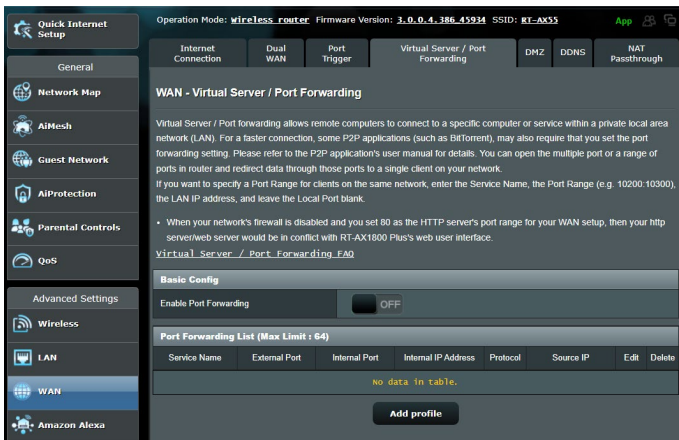 Quick Internet
Setup
General
Network Map
AiMesh
Guest Network
AiProtection
Parental Controls
QoS
Advanced Settings
Wireless
LAN
WAN
Amazon Alexa
Operation Mode: Wireless router Firmware Version: 3.0.0.4.386_45934 SSID: RT-AX55 App
Internet
Connection
Dual
WAN
Port
Trigger
Virtual Server / Port
Forwarding
DMZ
DDNS
NAT
Passthrough
WAN - Virtual Server / Port Forwarding
Virtual Server / Port forwarding allows remote computers to connect to a specific computer or service within a private local area
network (LAN). For a faster connection, some P2P applications (such as BitTorrent), may also require that you set the port
forwarding setting. Please refer to the P2P application's user manual for details. You can open the multiple port or a range of
ports in router and redirect data through those ports to a single client on your network.
If you want to specify a Port Range for clients on the same network, enter the Service Name, the Port Range (e.g. 10200:10300),
the LAN IP address, and leave the Local Port blank.
• When your network's firewall is disabled and you set 80 as the HTTP server's port range for your WAN setup, then your http
server/web server would be in conflict with RT-AX1800 Plus's web user interface.
Virtual Server / Port Forwarding FAQ
Basic Config
Enable Port Forwarding OFF
Port Forwarding List (Max Limit : 64)
Service Name External Port Internal Port Internal IP Address Protocol Source IP Edit Delete
No data in table.
Add profile